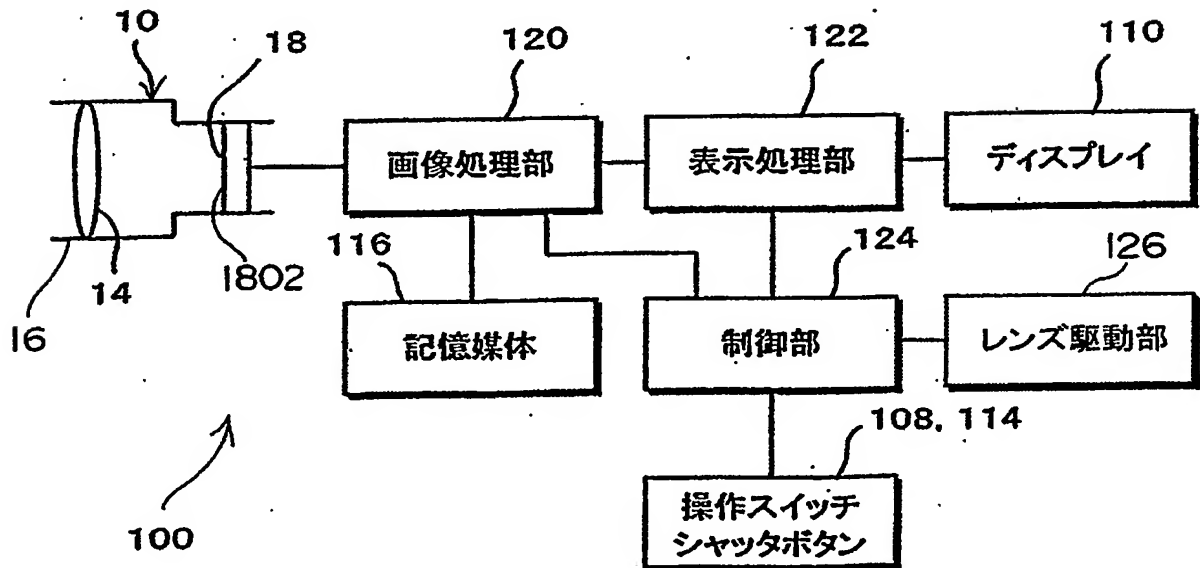 10
18
120
122
110
画像処理部
表示処理部
ディスプレイ
116
124
126
14
1802
16
記憶媒体
制御部
レンズ駆動部
108, 114
100
操作スイッチ
シャッタボタン